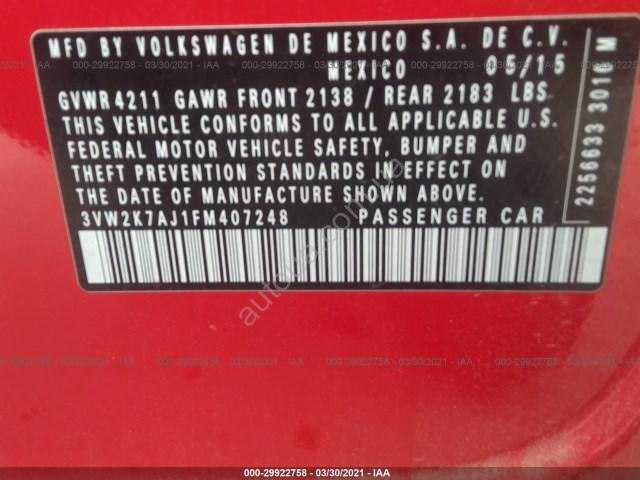 MFD BY VOLKSWAGEN DE MEXICO S.A. DE C.V.
MEXICO 05/15
GVWR 4211 GAWR FRONT 2138 / REAR 2183 LBS
THIS VEHICLE CONFORMS TO ALL APPLICABLE U.S.
FEDERAL MOTOR VEHICLE SAFETY, BUMPER AND
THEFT PREVENTION STANDARDS IN EFFECT ON
THE DATE OF MANUFACTURE SHOWN ABOVE.
3VW2K7AJ1FM407248 PASSENGER CAR
000-29922758 - 03/30/2021 - IAA